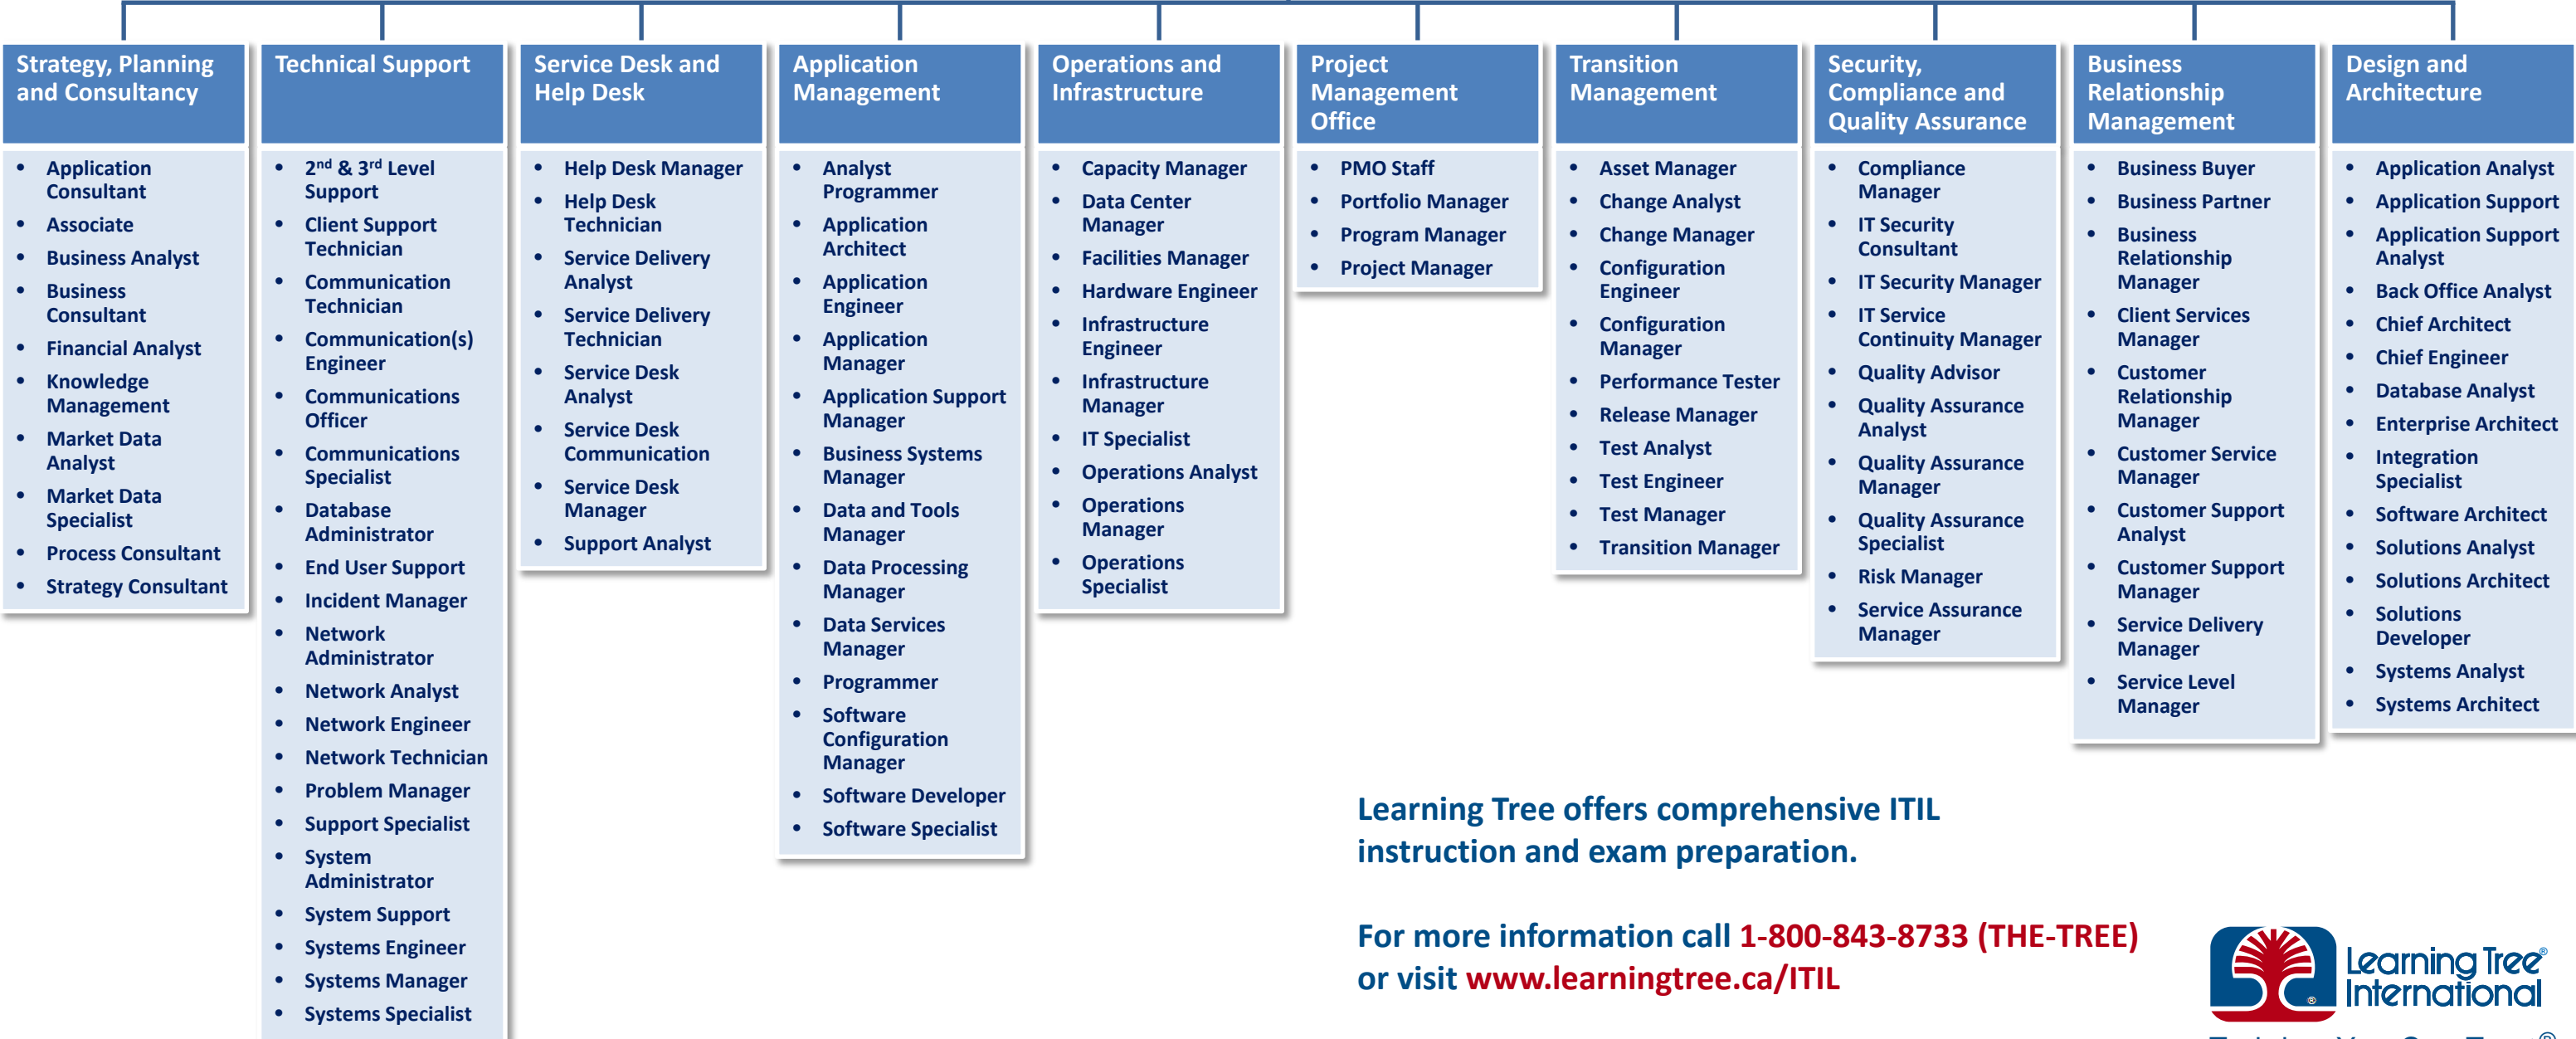 Strategy, Planning
and Consultancy
• Application
Consultant
• Associate
• Business Analyst
• Business
Consultant
• Financial Analyst
• Knowledge
Management
• Market Data
Analyst
• Market Data
Specialist
• Process Consultant
• Strategy Consultant
Technical Support
• 2nd & 3rd Level
Support
• Client Support
Technician
• Communication
Technician
• Communication(s)
Engineer
• Communications
Officer
• Communications
Specialist
• Database
Administrator
• End User Support
• Incident Manager
• Network
Administrator
• Network Analyst
• Network Engineer
• Network Technician
• Problem Manager
• Support Specialist
• System
Administrator
• System Support
• Systems Engineer
• Systems Manager
• Systems Specialist
Service Desk and
Help Desk
• Help Desk Manager
• Help Desk
Technician
• Service Delivery
Analyst
• Service Delivery
Technician
• Service Desk
Analyst
• Service Desk
Communication
• Service Desk
Manager
• Support Analyst
Application
Management
• Analyst
Programmer
• Application
Architect
• Application
Engineer
• Application
Manager
• Application Support
Manager
• Business Systems
Manager
• Data and Tools
Manager
• Data Processing
Manager
• Data Services
Manager
• Programmer
• Software
Configuration
Manager
• Software Developer
• Software Specialist
Operations and
Infrastructure
• Capacity Manager
• Data Center
Manager
• Facilities Manager
• Hardware Engineer
• Infrastructure
Engineer
• Infrastructure
Manager
• IT Specialist
• Operations Analyst
• Operations
Manager
• Operations
Specialist
Project
Management
Office
• PMO Staff
• Portfolio Manager
• Program Manager
• Project Manager
Transition
Management
• Asset Manager
• Change Analyst
• Change Manager
• Configuration
Engineer
• Configuration
Manager
• Performance Tester
• Release Manager
• Test Analyst
• Test Engineer
• Test Manager
• Transition Manager
Security,
Compliance and
Quality Assurance
• Compliance
Manager
• IT Security
Consultant
• IT Security Manager
• IT Service
Continuity Manager
• Quality Advisor
• Quality Assurance
Analyst
• Quality Assurance
Manager
• Quality Assurance
Specialist
• Risk Manager
• Service Assurance
Manager
Business
Relationship
Management
• Business Buyer
• Business Partner
• Business
Relationship
Manager
• Client Services
Manager
• Customer
Relationship
Manager
• Customer Service
Manager
• Customer Support
Analyst
• Customer Support
Manager
• Service Delivery
Manager
• Service Level
Manager
Design and
Architecture
• Application Analyst
• Application Support
• Application Support
Analyst
• Back Office Analyst
• Chief Architect
• Chief Engineer
• Database Analyst
• Enterprise Architect
• Integration
Specialist
• Software Architect
• Solutions Analyst
• Solutions Architect
• Solutions
Developer
• Systems Analyst
• Systems Architect
Learning Tree offers comprehensive ITIL
instruction and exam preparation.
For more information call 1-800-843-8733 (THE-TREE)
or visit www.learningtree.ca/ITIL
Learning Tree®
International
®